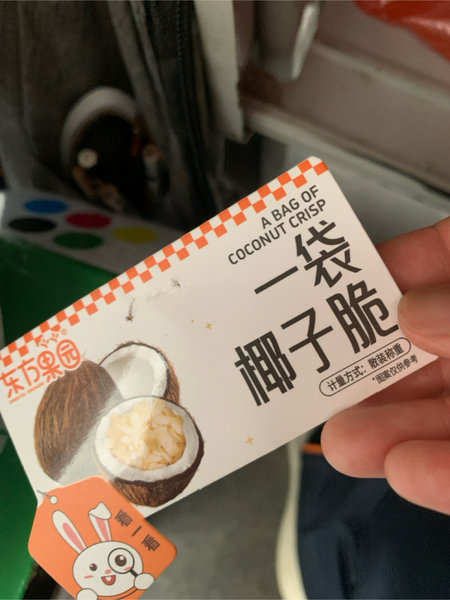 A BAG OF
COCONUT CRISP
一袋
椰子脆
计量方式：散装称重
*图案仅供参考
东方果园
看一看